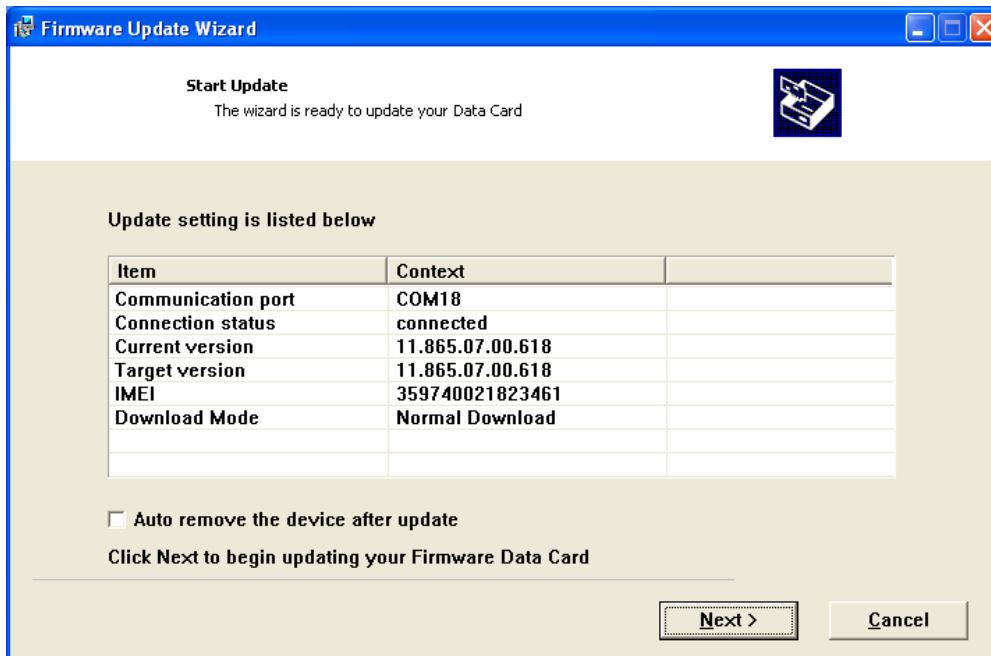 Firmware Update Wizard
Start Update
The wizard is ready to update your Data Card
Update setting is listed below
Item Context
Communication port COM18
Connection status connected
Current version 11.865.07.00.618
Target version 11.865.07.00.618
IMEI 359740021823461
Download Mode Normal Download
Auto remove the device after update
Click Next to begin updating your Firmware Data Card
Next > Cancel